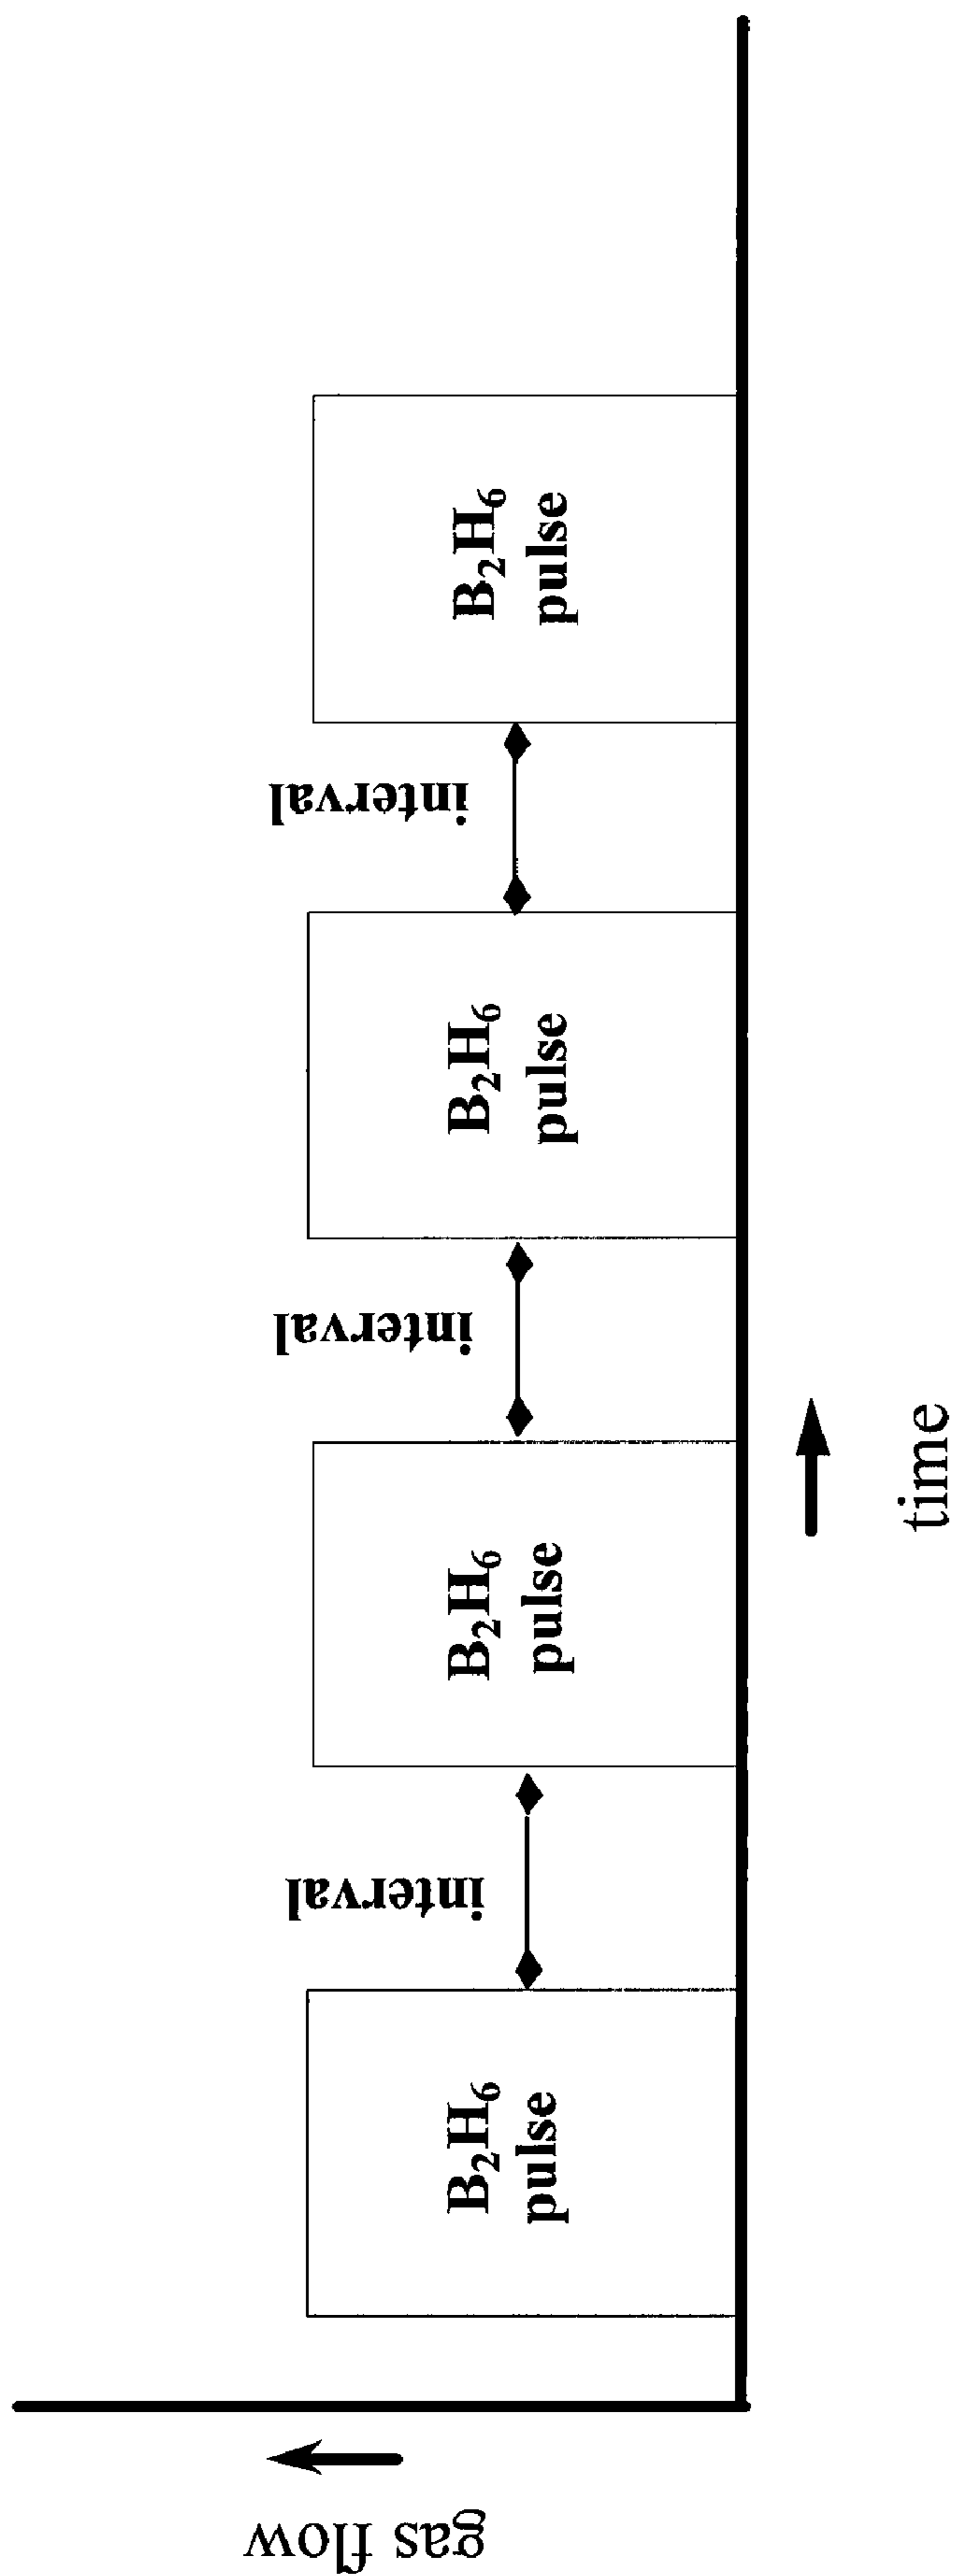 gas flow
B₂H₆
pulse
interval
B₂H₆
pulse
interval
B₂H₆
pulse
interval
B₂H₆
pulse
time